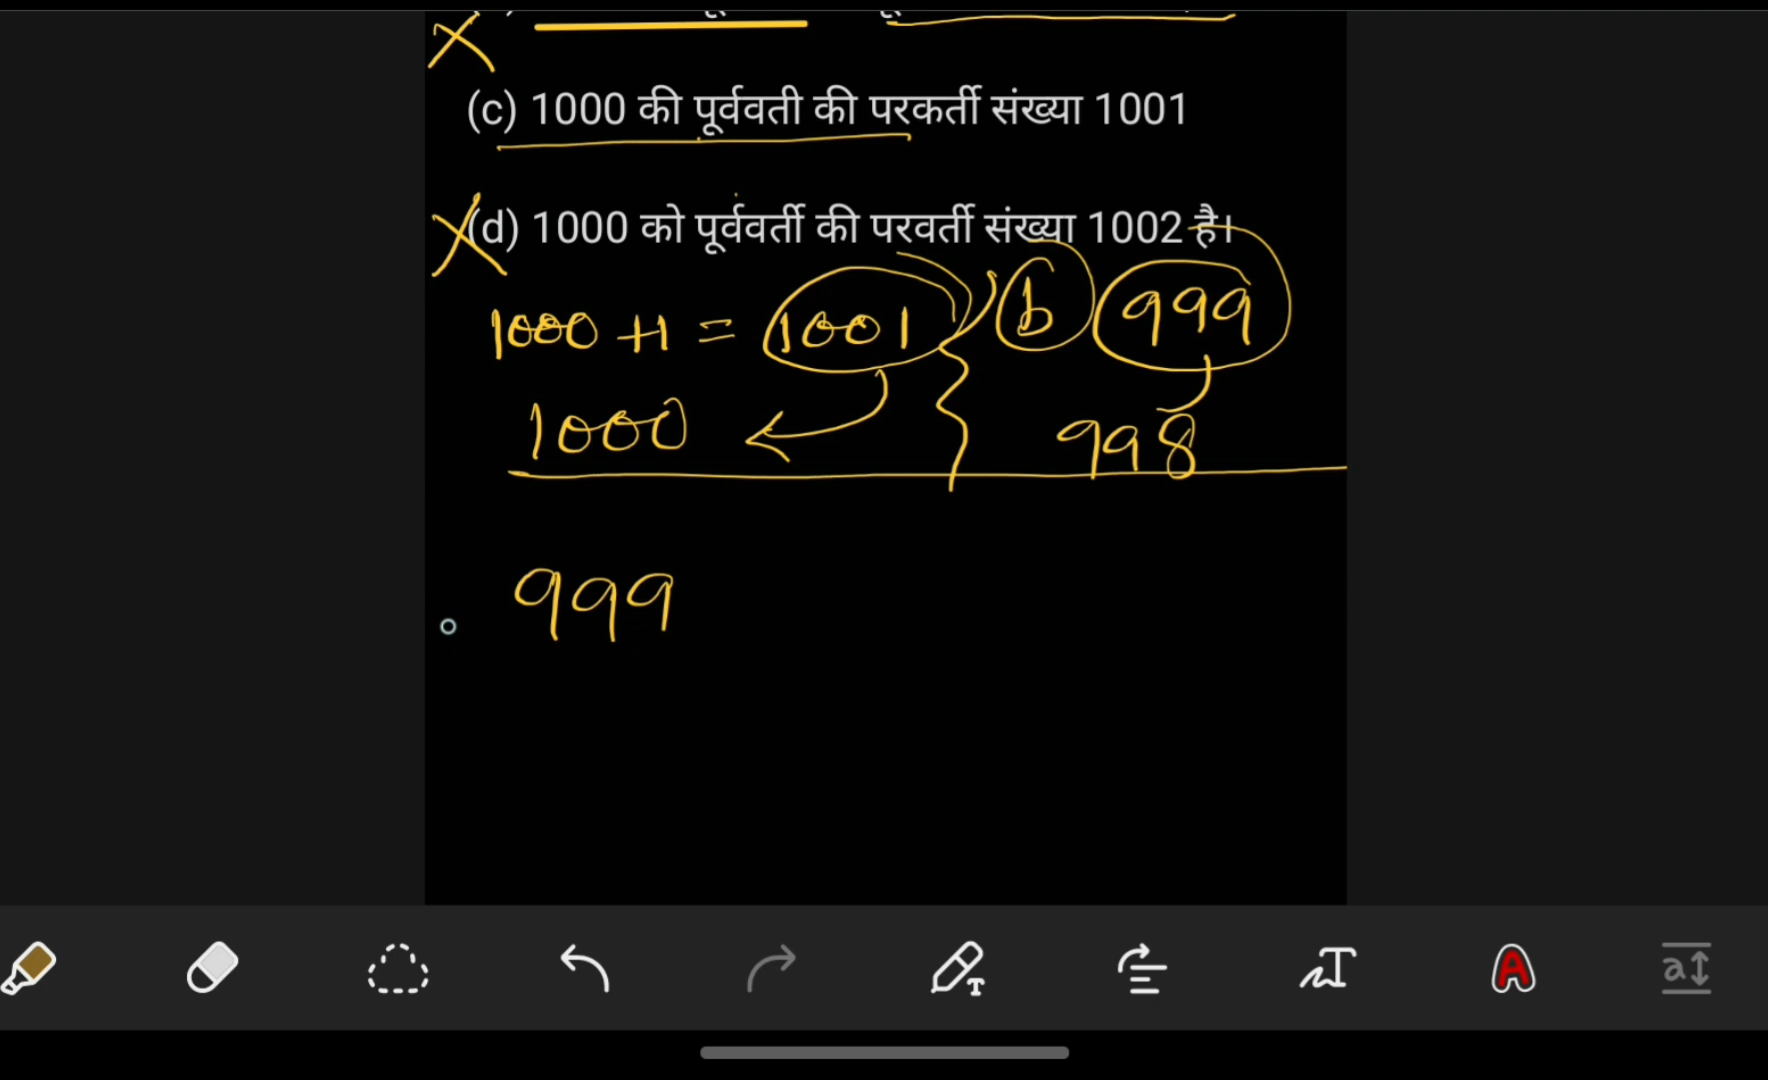 (c) 1000 की पूर्ववती की परकर्ती संख्या 1001
(d) 1000 को पूर्ववर्ती की परवर्ती संख्या 1002 है।
1000 +1 = 1001 b 999
1000 998
999